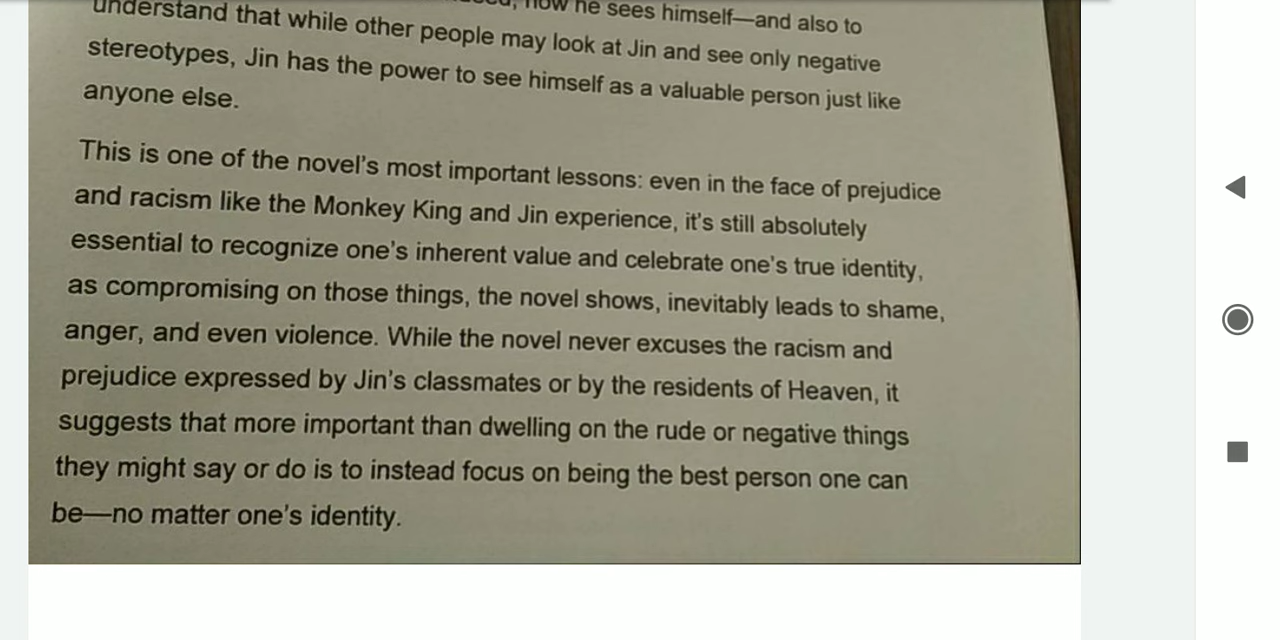 how he sees himself—and also to
understand that while other people may look at Jin and see only negative
stereotypes, Jin has the power to see himself as a valuable person just like
anyone else.
This is one of the novel's most important lessons: even in the face of prejudice
and racism like the Monkey King and Jin experience, it's still absolutely
essential to recognize one's inherent value and celebrate one's true identity,
as compromising on those things, the novel shows, inevitably leads to shame,
anger, and even violence. While the novel never excuses the racism and
prejudice expressed by Jin's classmates or by the residents of Heaven, it
suggests that more important than dwelling on the rude or negative things
they might say or do is to instead focus on being the best person one can
be—no matter one's identity.